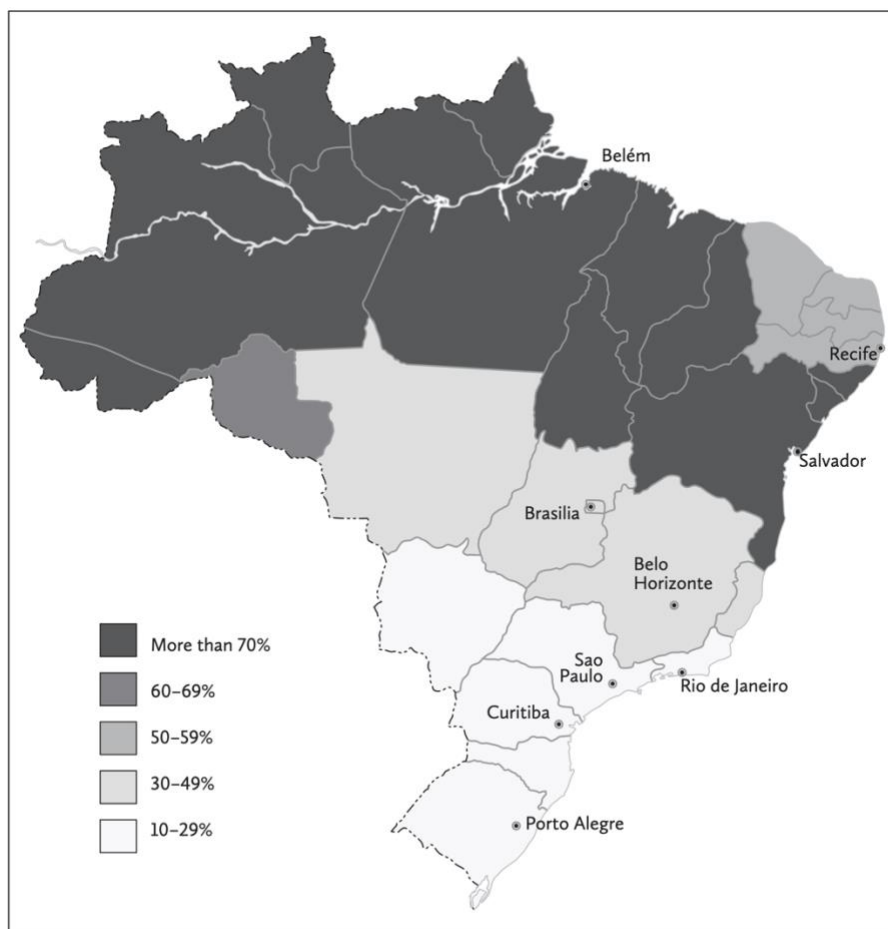 Belém
Recife
Salvador
Brasilia
Belo
Horizonte
More than 70%
60–69%
50–59%
30–49%
10–29%
Sao
Paulo
Rio de Janeiro
Curitiba
Porto Alegre